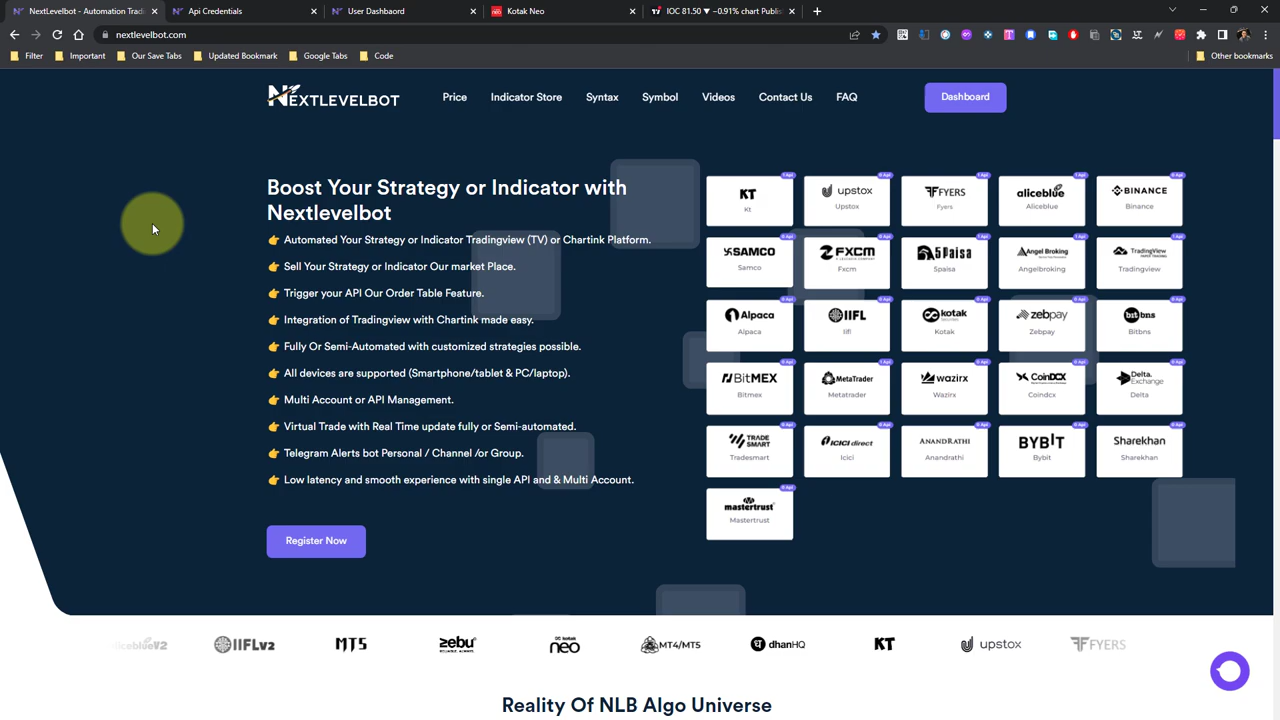 NextLevelBot - Automation Trad
Api Credentials
User Dashboard
Kotak Neo
IOC 81.50 ▼ −0.91% chart Publis
nextlevelbot.com
Filter
Important
Our Save Tabs
Updated Bookmark
Google Tabs
Code
Other bookmarks
NEXTLEVELBOT
Price
Indicator Store
Syntax
Symbol
Videos
Contact Us
FAQ
Dashboard
Boost Your Strategy or Indicator with
Nextlevelbot
👉 Automated Your Strategy or Indicator Tradingview (TV) or Chartink Platform.
👉 Sell Your Strategy or Indicator Our market Place.
👉 Trigger your API Our Order Table Feature.
👉 Integration of Tradingview with Chartink made easy.
👉 Fully Or Semi-Automated with customized strategies possible.
👉 All devices are supported (Smartphone/tablet & PC/laptop).
👉 Multi Account or API Management.
👉 Virtual Trade with Real Time update fully or Semi-automated.
👉 Telegram Alerts bot Personal / Channel /or Group.
👉 Low latency and smooth experience with single API and & Multi Account.
Register Now
KT
Kt
upstox
Upstox
FYERS
Fyers
aliceblue
Aliceblue
BINANCE
Binance
SAMCO
Samco
FXCM
Fxcm
5paisa
5paisa
Angel Broking
Angelbroking
TradingView
Tradingview
Alpaca
Alpaca
IIFL
Iifl
kotak
Kotak
zebpay
Zebpay
bitbns
Bitbns
BitMEX
Bitmex
MetaTrader
Metatrader
wazirx
Wazirx
CoinDCX
Coindcx
Delta.
Exchange
Delta
TRADE
SMART
Tradesmart
ICICI direct
Icici
ANANDRATHI
Anandrathi
BYBIT
Bybit
Sharekhan
Sharekhan
mastertrust
Mastertrust
IIFLv2
MT5
zebu
kotak
neo
MT4/MT5
dhanHQ
KT
upstox
FYERS
Reality Of NLB Algo Universe